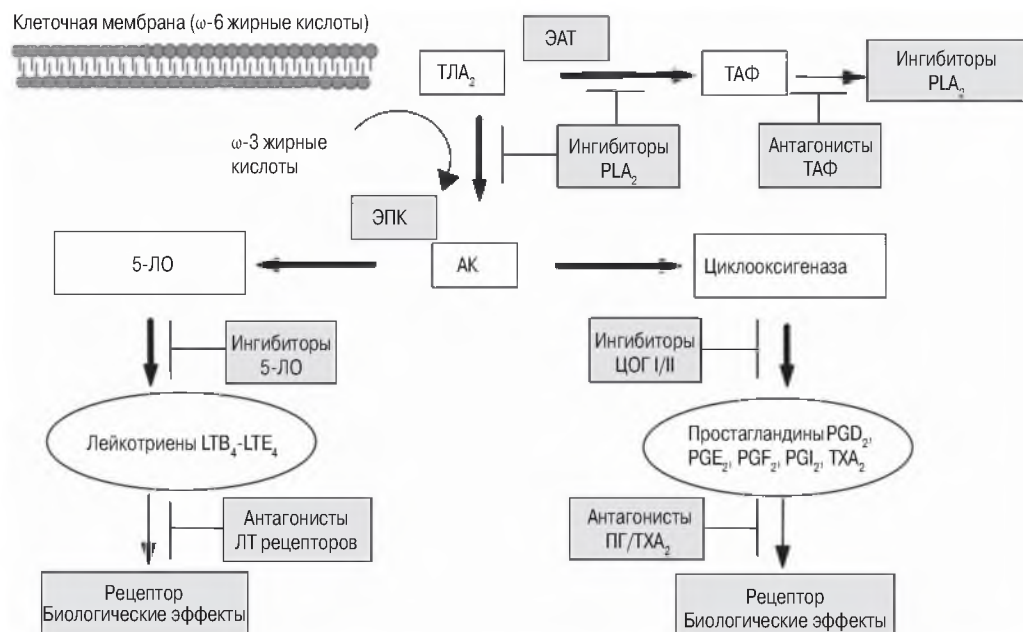 Клеточная мембрана (ω-6 жирные кислоты)
ЭАТ
ТЛА₂
ТАФ
Ингибиторы
PLA₂
ω-3 жирные
кислоты
Ингибиторы
PLA₂
Антагонисты
ТАФ
ЭПК
5-ЛО
АК
Циклооксигеназа
Ингибиторы
5-ЛО
Ингибиторы
ЦОГ I/II
Лейкотриены LTB₄-LTE₄
Простагландины PGD₂,
PGE₂, PGF₂, PGI₂, TXA₂
Антагонисты
ЛТ рецепторов
Антагонисты
ПГ/TXA₂
Рецептор
Биологические эффекты
Рецептор
Биологические эффекты